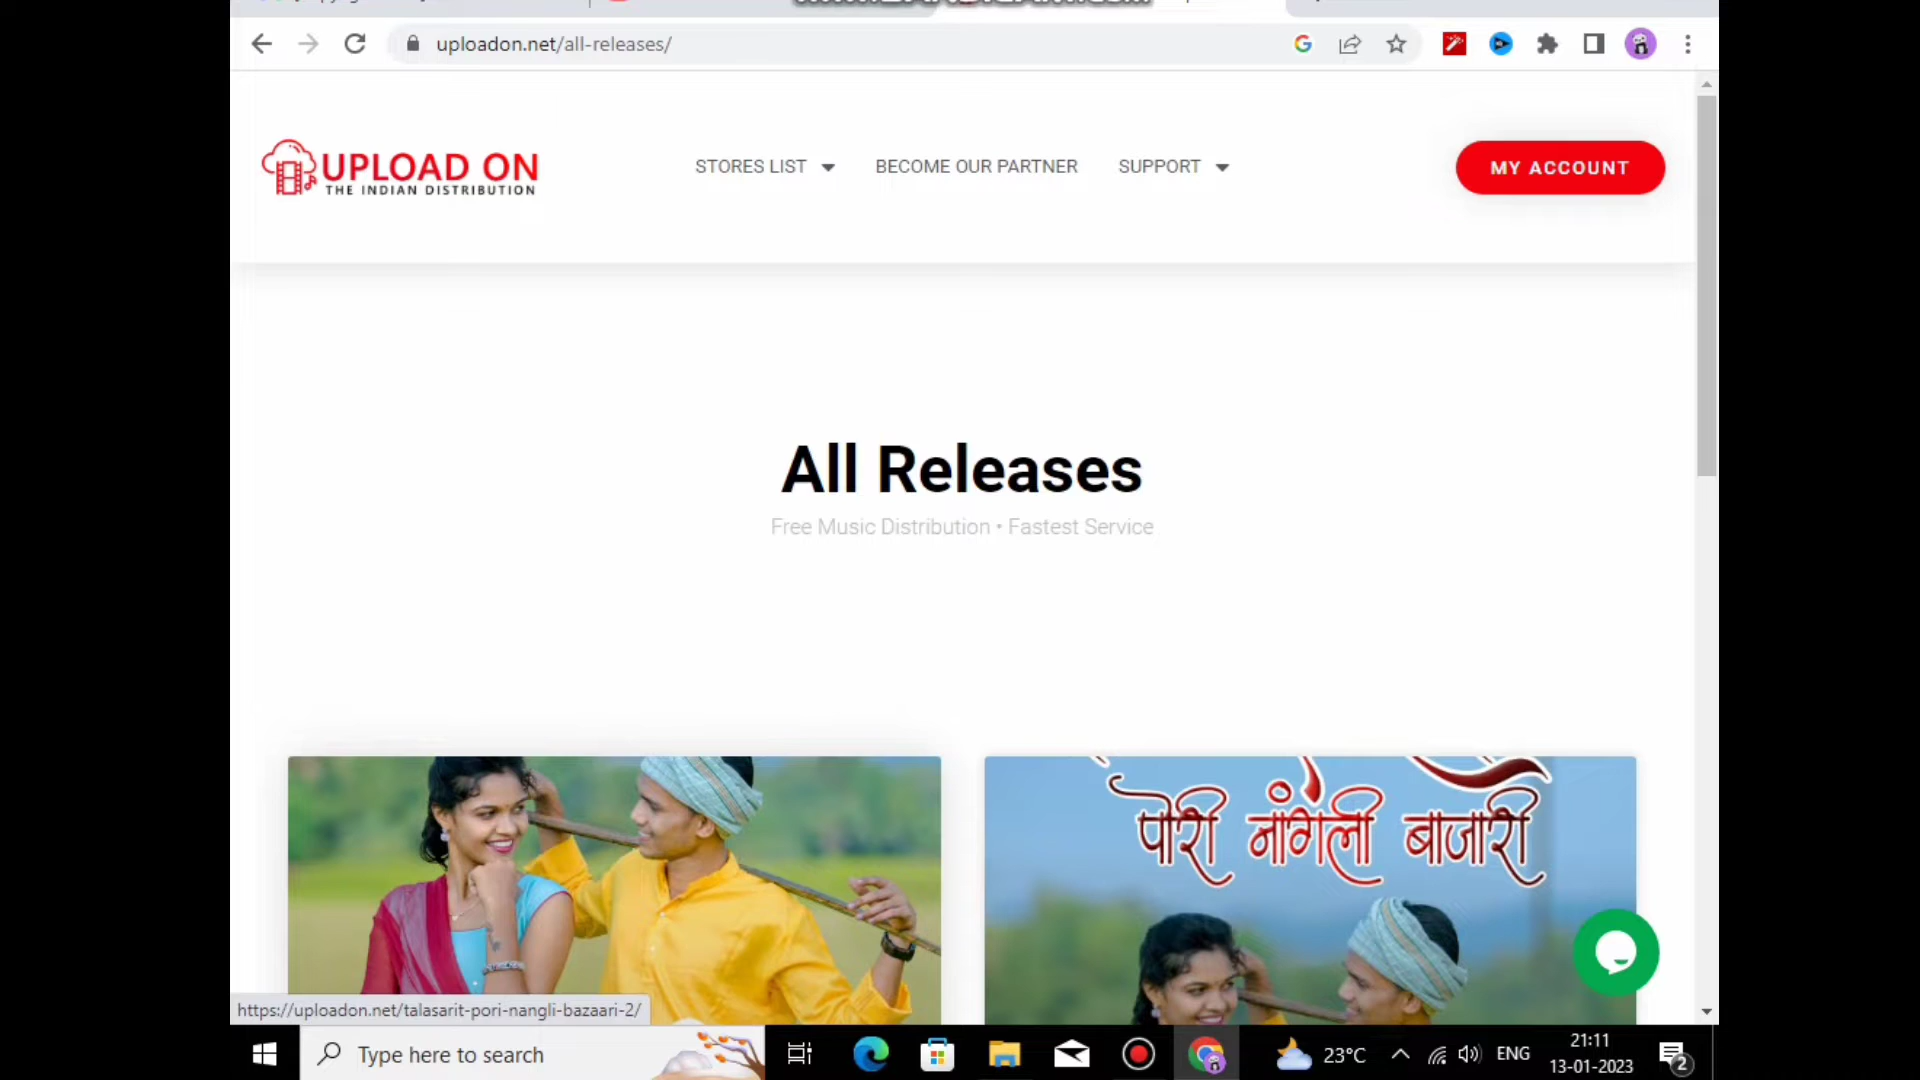 uploadon.net/all-releases/
UPLOAD ON
THE INDIAN DISTRIBUTION
STORES LIST
BECOME OUR PARTNER
SUPPORT
MY ACCOUNT
All Releases
Free Music Distribution • Fastest Service
पोरी नांगेली बाजारी
https://uploadon.net/talasarit-pori-nangli-bazaari-2/
Type here to search
23°C
ENG
21:11
13-01-2023
2